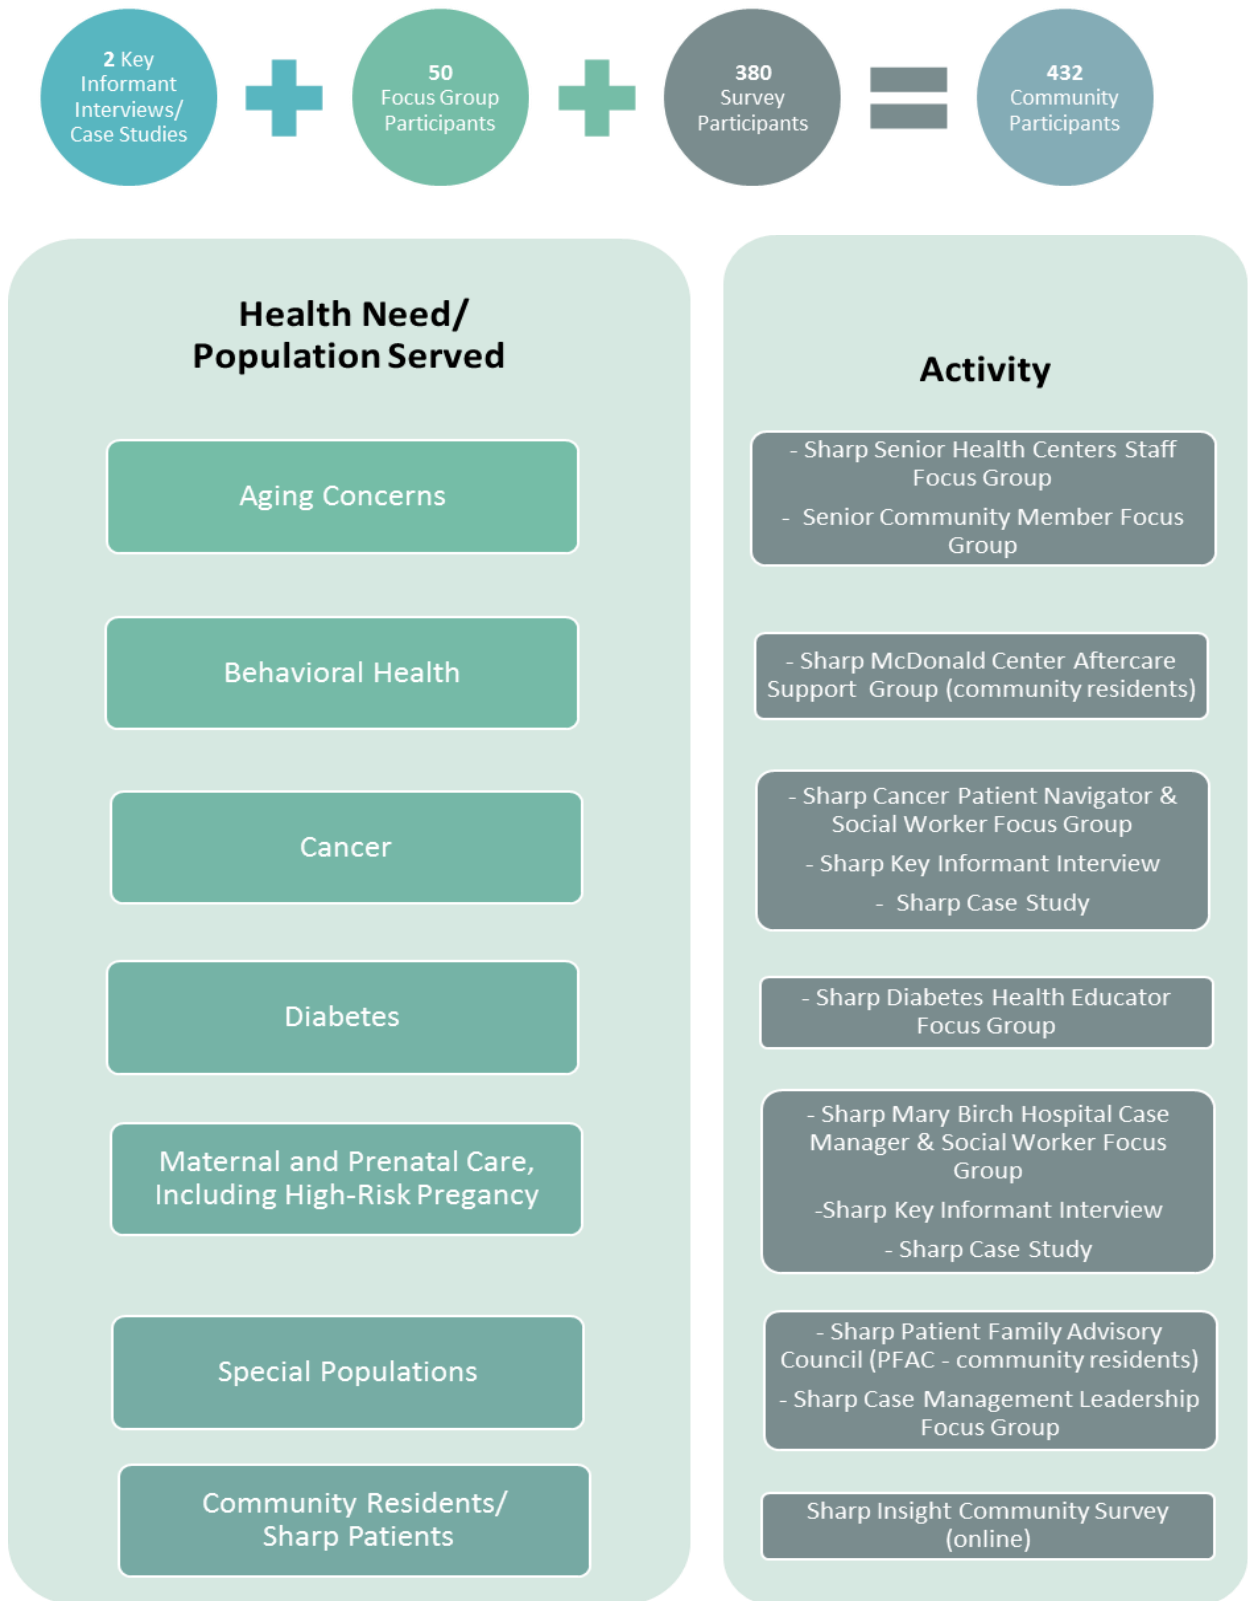 2 Key
Informant
Interviews/
Case Studies
50
Focus Group
Participants
380
Survey
Participants
432
Community
Participants
Health Need/
Population Served
Aging Concerns
Behavioral Health
Cancer
Diabetes
Maternal and Prenatal Care,
Including High-Risk Pregancy
Special Populations
Community Residents/
Sharp Patients
Activity
- Sharp Senior Health Centers Staff
Focus Group
- Senior Community Member Focus
Group
- Sharp McDonald Center Aftercare
Support Group (community residents)
- Sharp Cancer Patient Navigator &
Social Worker Focus Group
- Sharp Key Informant Interview
- Sharp Case Study
- Sharp Diabetes Health Educator
Focus Group
- Sharp Mary Birch Hospital Case
Manager & Social Worker Focus
Group
-Sharp Key Informant Interview
- Sharp Case Study
- Sharp Patient Family Advisory
Council (PFAC - community residents)
- Sharp Case Management Leadership
Focus Group
Sharp Insight Community Survey
(online)